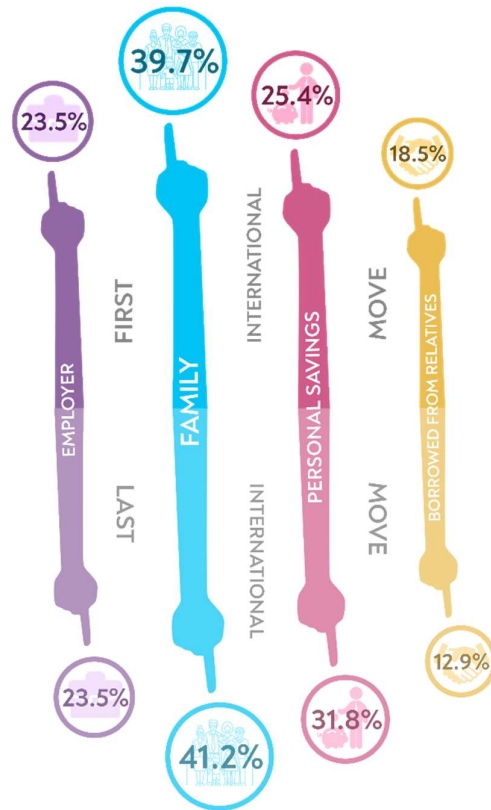 39.7%
25.4%
23.5%
18.5%
FIRST
INTERNATIONAL
MOVE
EMPLOYER
FAMILY
PERSONAL SAVINGS
BORROWED FROM RELATIVES
LAST
INTERNATIONAL
MOVE
23.5%
41.2%
31.8%
12.9%